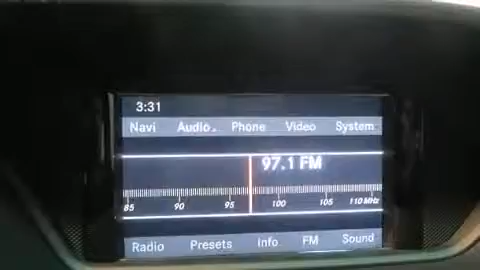 3:31
Navi Audio Phone Video System
97.1 FM
85 90 95 100 105 110 MHz
Radio Presets Info FM Sound